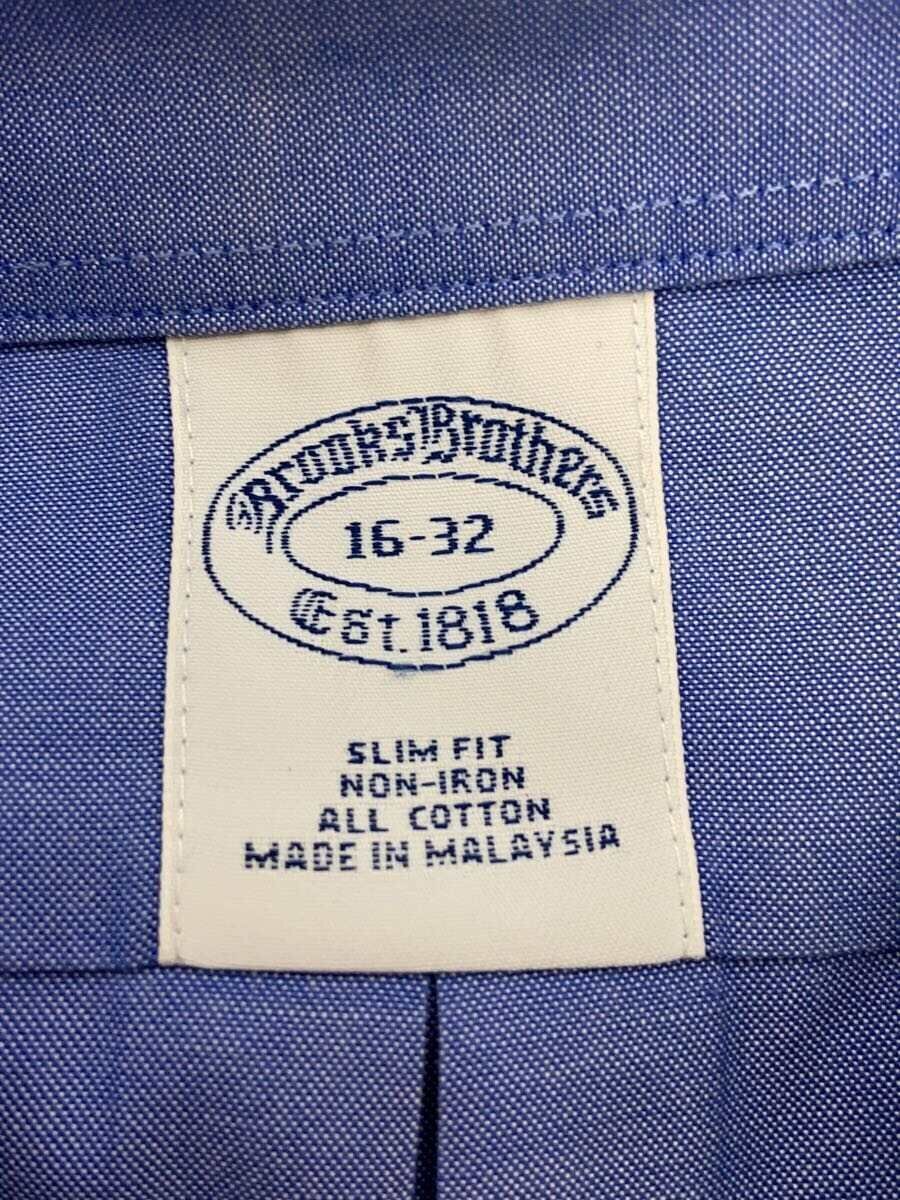 Brooks Brothers
16-32
Est. 1818
SLIM FIT
NON-IRON
ALL COTTON
MADE IN MALAYSIA